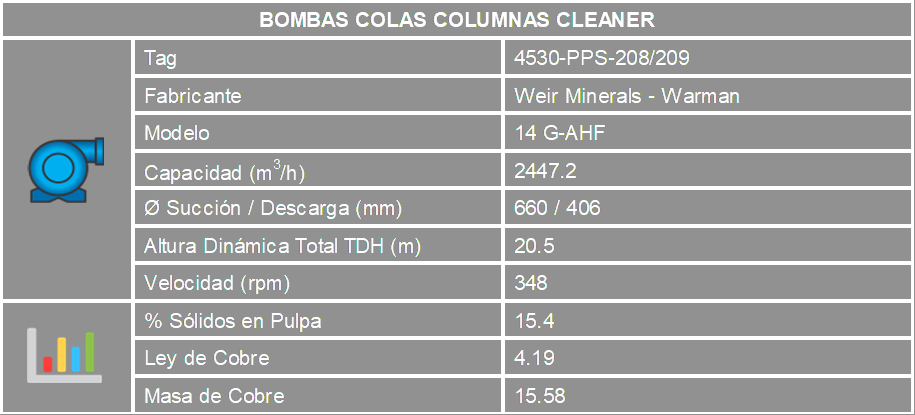 BOMBAS COLAS COLUMNAS CLEANER
Tag 4530-PPS-208/209
Fabricante Weir Minerals - Warman
Modelo 14 G-AHF
Capacidad (m³/h) 2447.2
Ø Succión / Descarga (mm) 660 / 406
Altura Dinámica Total TDH (m) 20.5
Velocidad (rpm) 348
% Sólidos en Pulpa 15.4
Ley de Cobre 4.19
Masa de Cobre 15.58